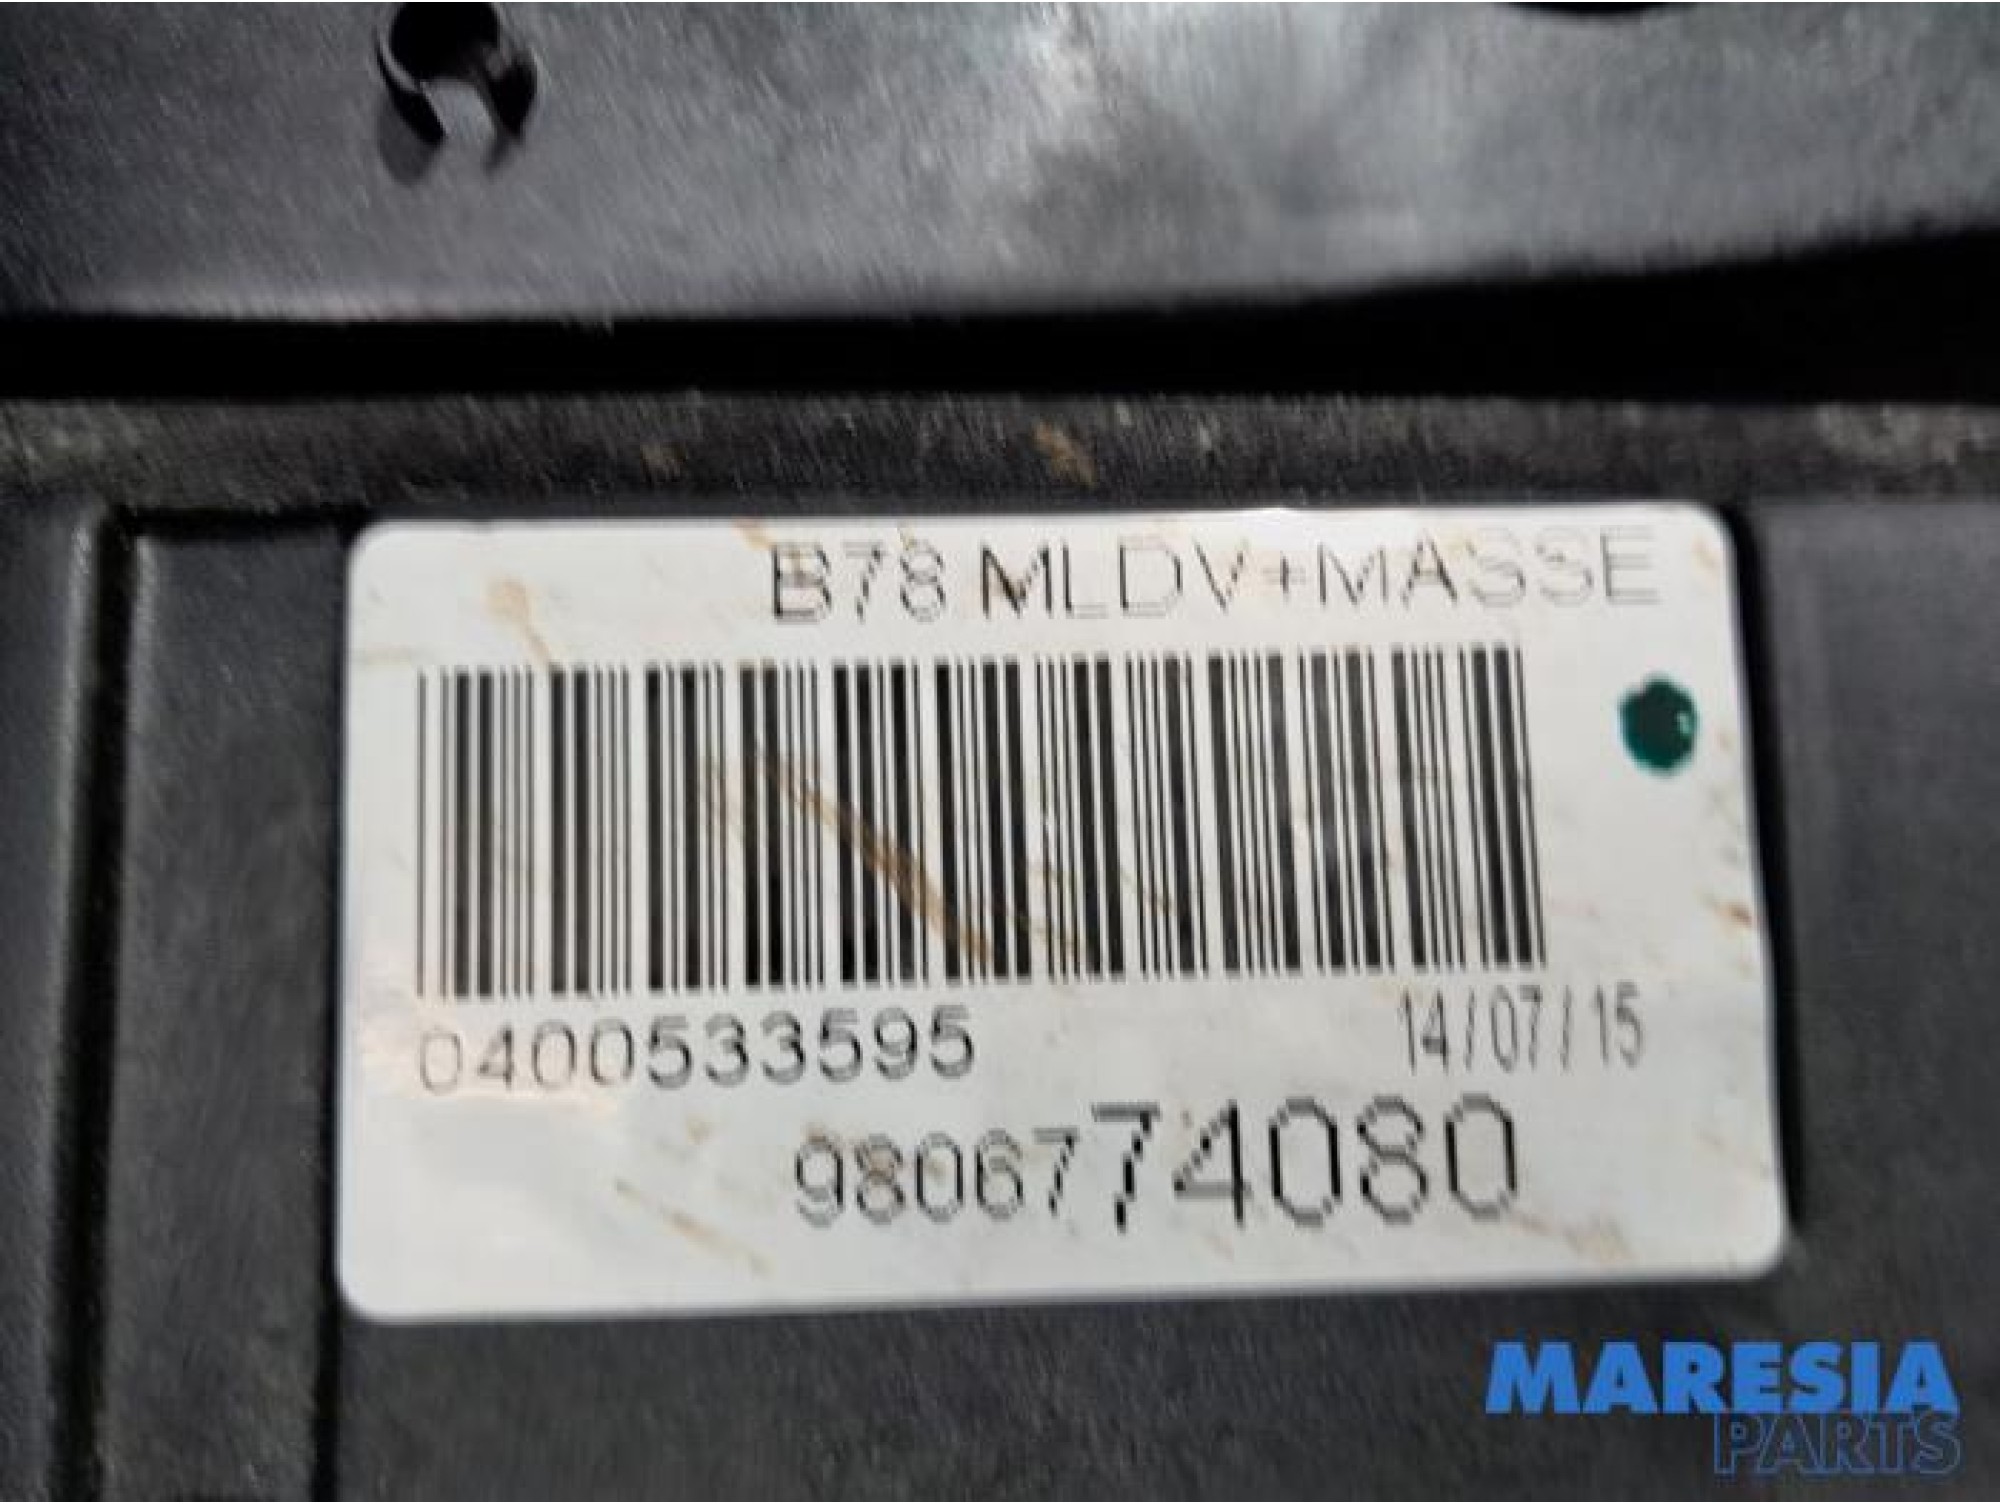 B78 MLDV+MASSE
0400533595
14/07/15
9806774080
MARESIA
PARTS